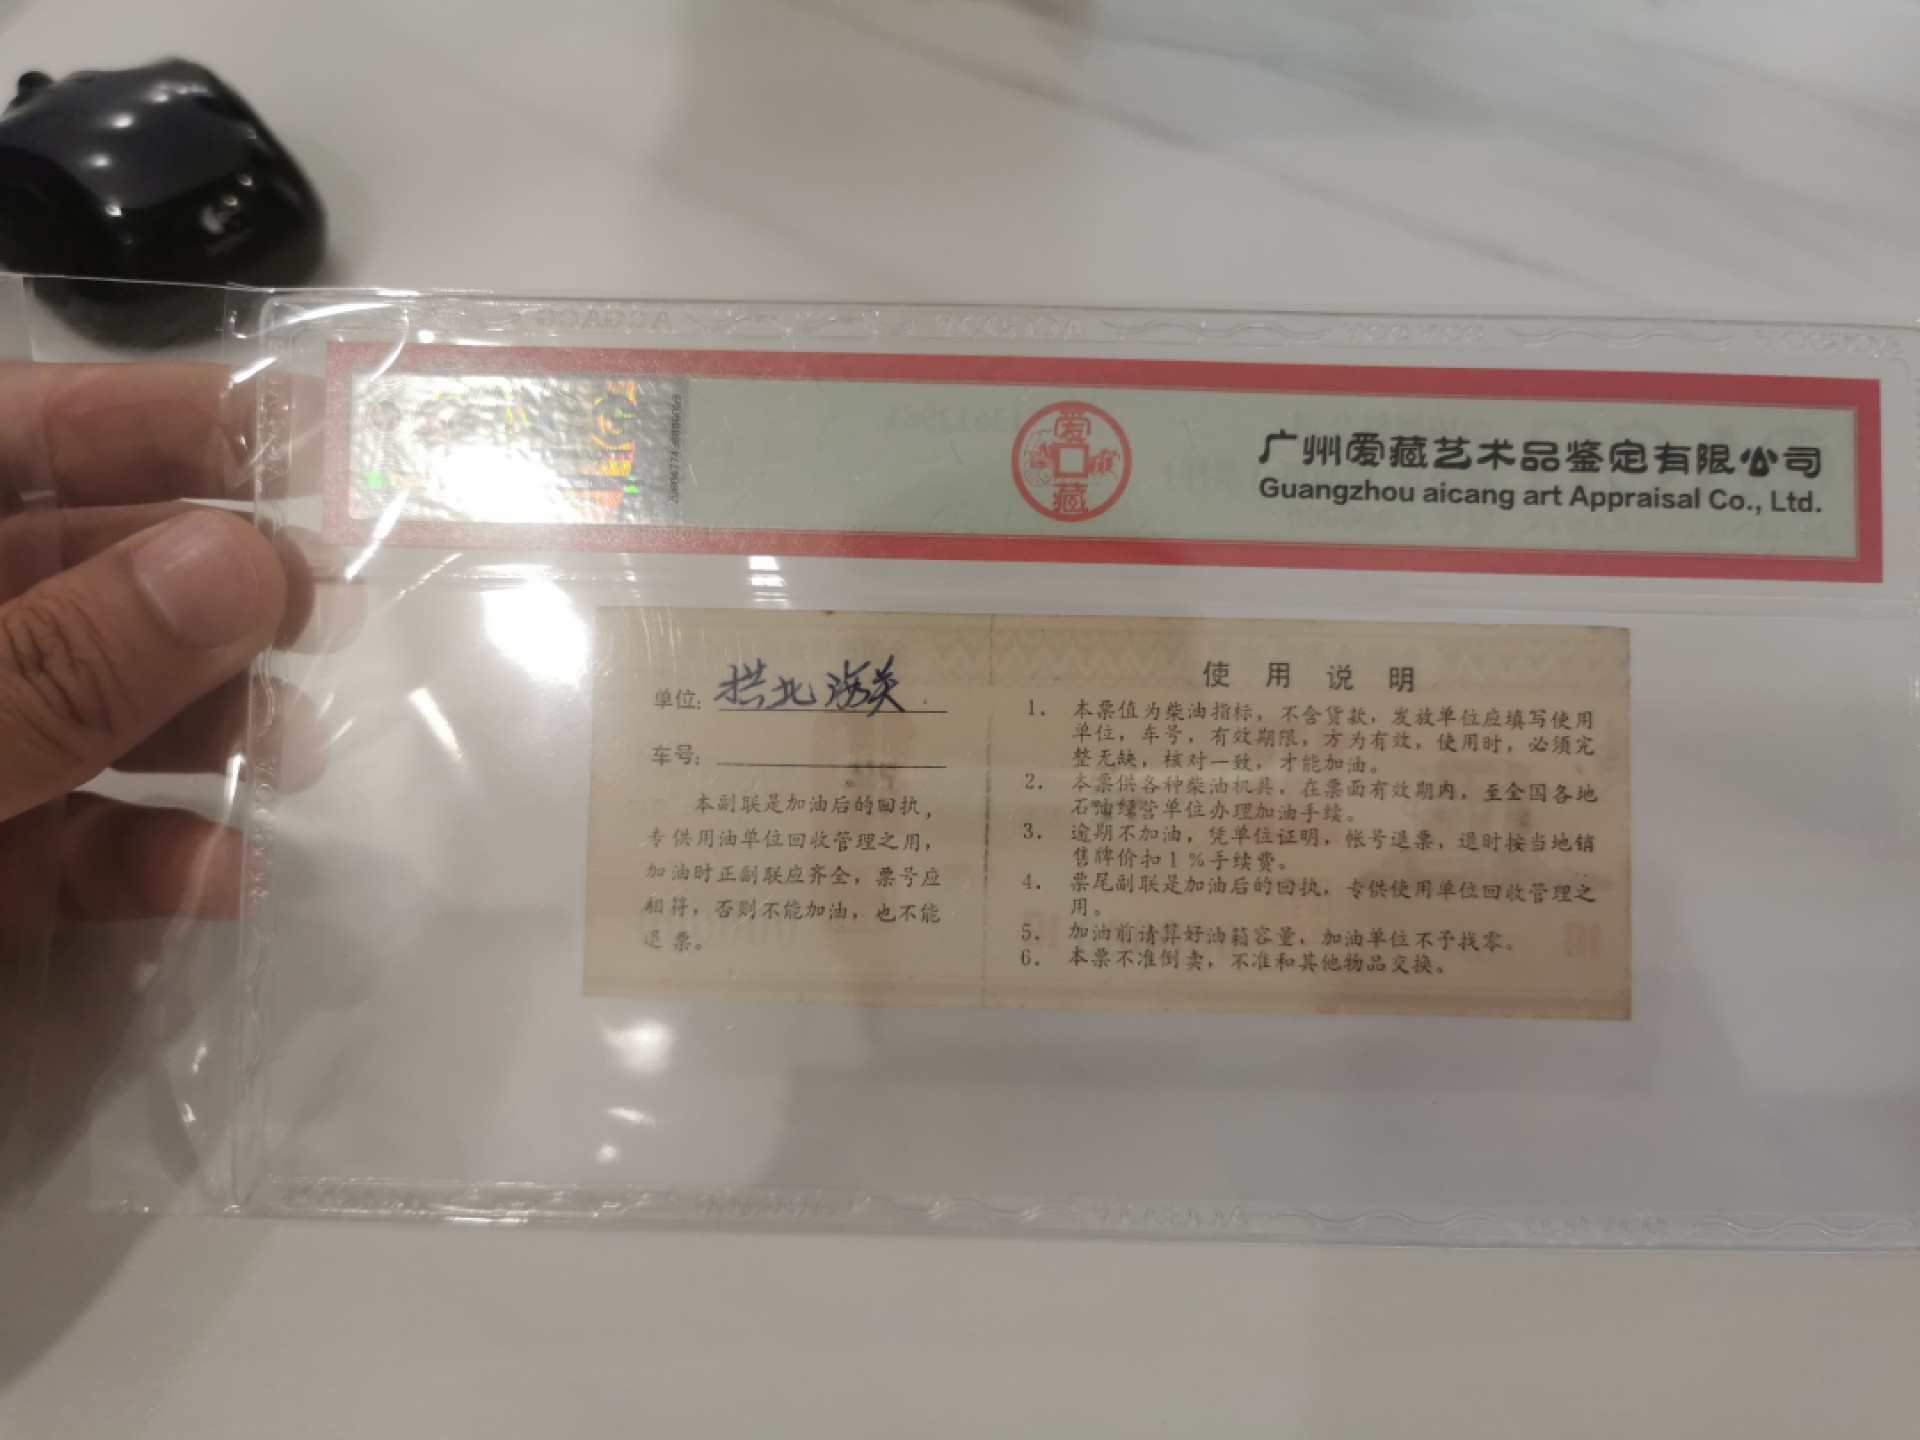 爱藏
广州爱藏艺术品鉴定有限公司
Guangzhou aicang art Appraisal Co., Ltd.
单位：拱北海关
车号：
本副联是加油后的回执，
专供用油单位回收管理之用，
加油时正副联应齐全，票号应
相符，否则不能加油，也不能
退票。
使用说明
1. 本票值为柴油指标，不含货款，发放单位应填写使用
单位，车号，有效期限，方为有效，使用时，必须完
整无缺，核对一致，才能加油。
2. 本票供各种柴油机具，在票面有效期内，至全国各地
石油经营单位办理加油手续。
3. 逾期不加油，凭单位证明，帐号退票，退时按当地销
售牌价扣1%手续费。
4. 票尾副联是加油后的回执，专供使用单位回收管理之
用。
5. 加油前请算好油箱容量，加油单位不予找零。
6. 本票不准倒卖，不准和其他物品交换。